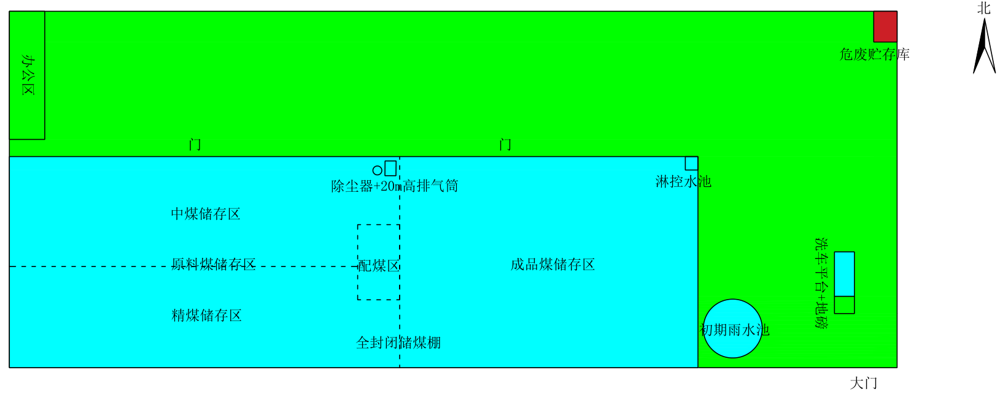 北
危废贮存库
办公区
门
门
除尘器+20m高排气筒
淋控水池
中煤储存区
原料煤储存区
配煤区
成品煤储存区
洗车平台+地磅
精煤储存区
初期雨水池
全封闭储煤棚
大门